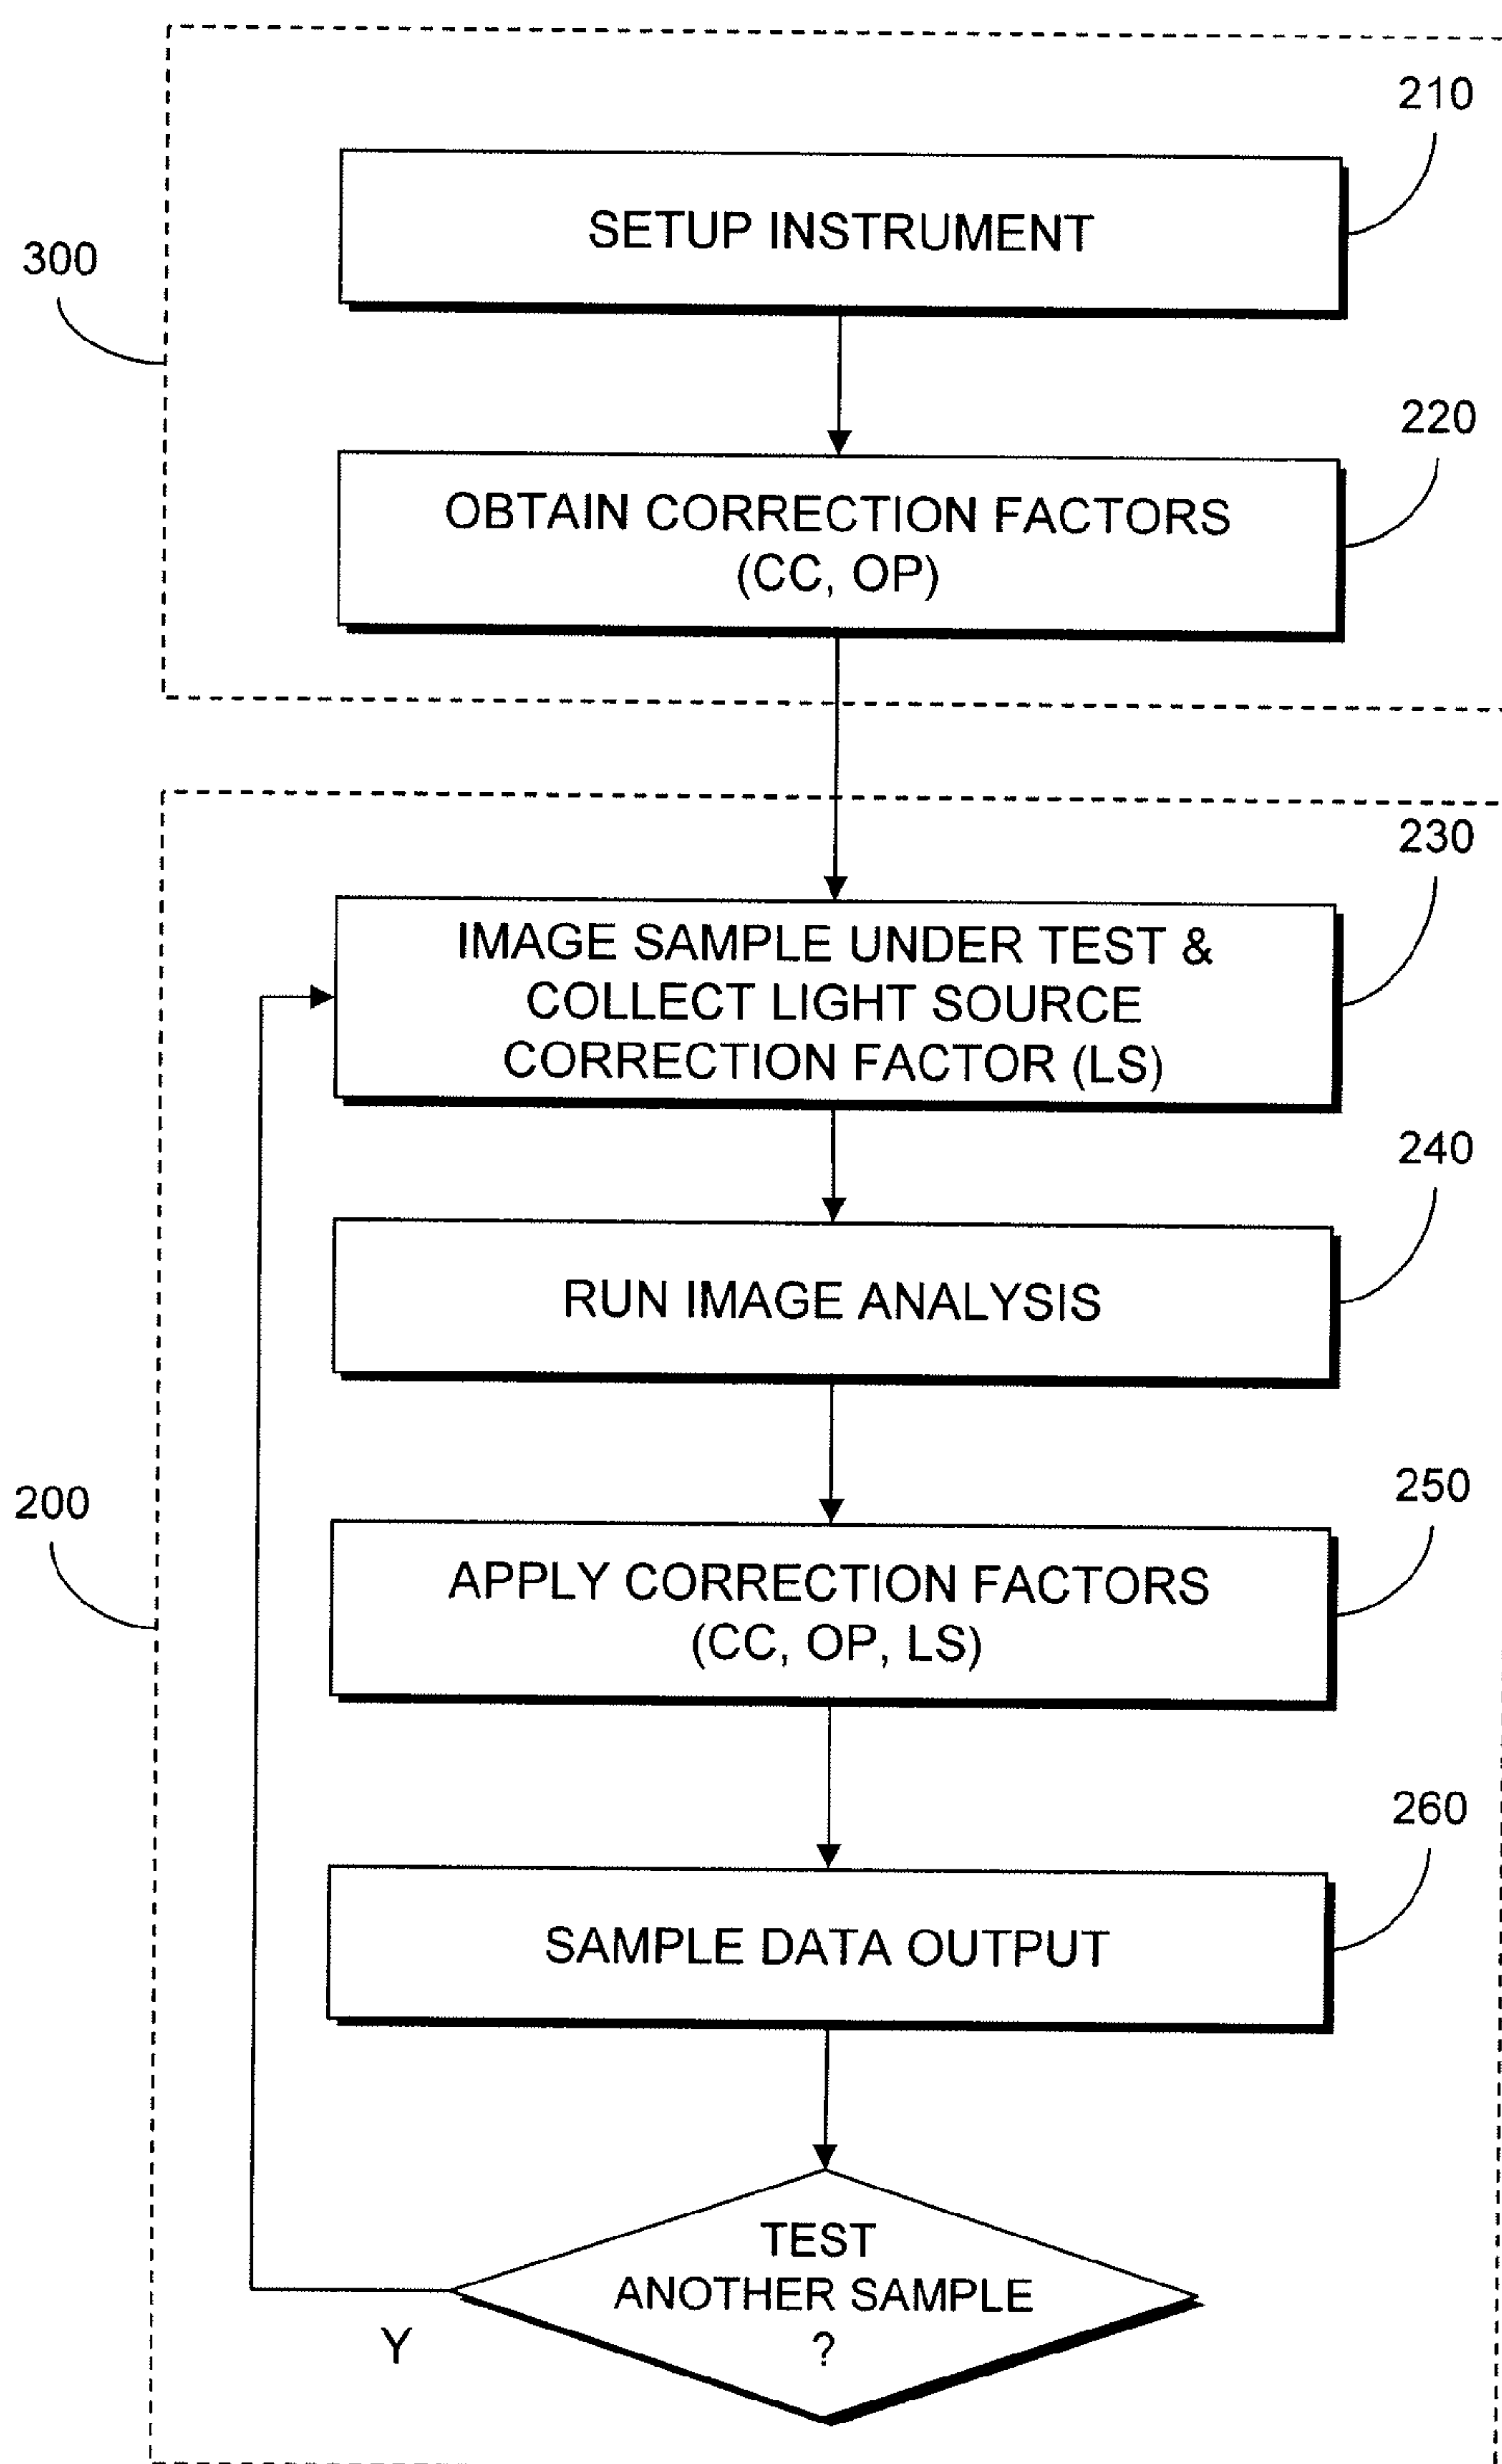 210
SETUP INSTRUMENT
300
220
OBTAIN CORRECTION FACTORS
(CC, OP)
230
IMAGE SAMPLE UNDER TEST &
COLLECT LIGHT SOURCE
CORRECTION FACTOR (LS)
240
RUN IMAGE ANALYSIS
250
200
APPLY CORRECTION FACTORS
(CC, OP, LS)
260
SAMPLE DATA OUTPUT
TEST
ANOTHER SAMPLE
?
Y